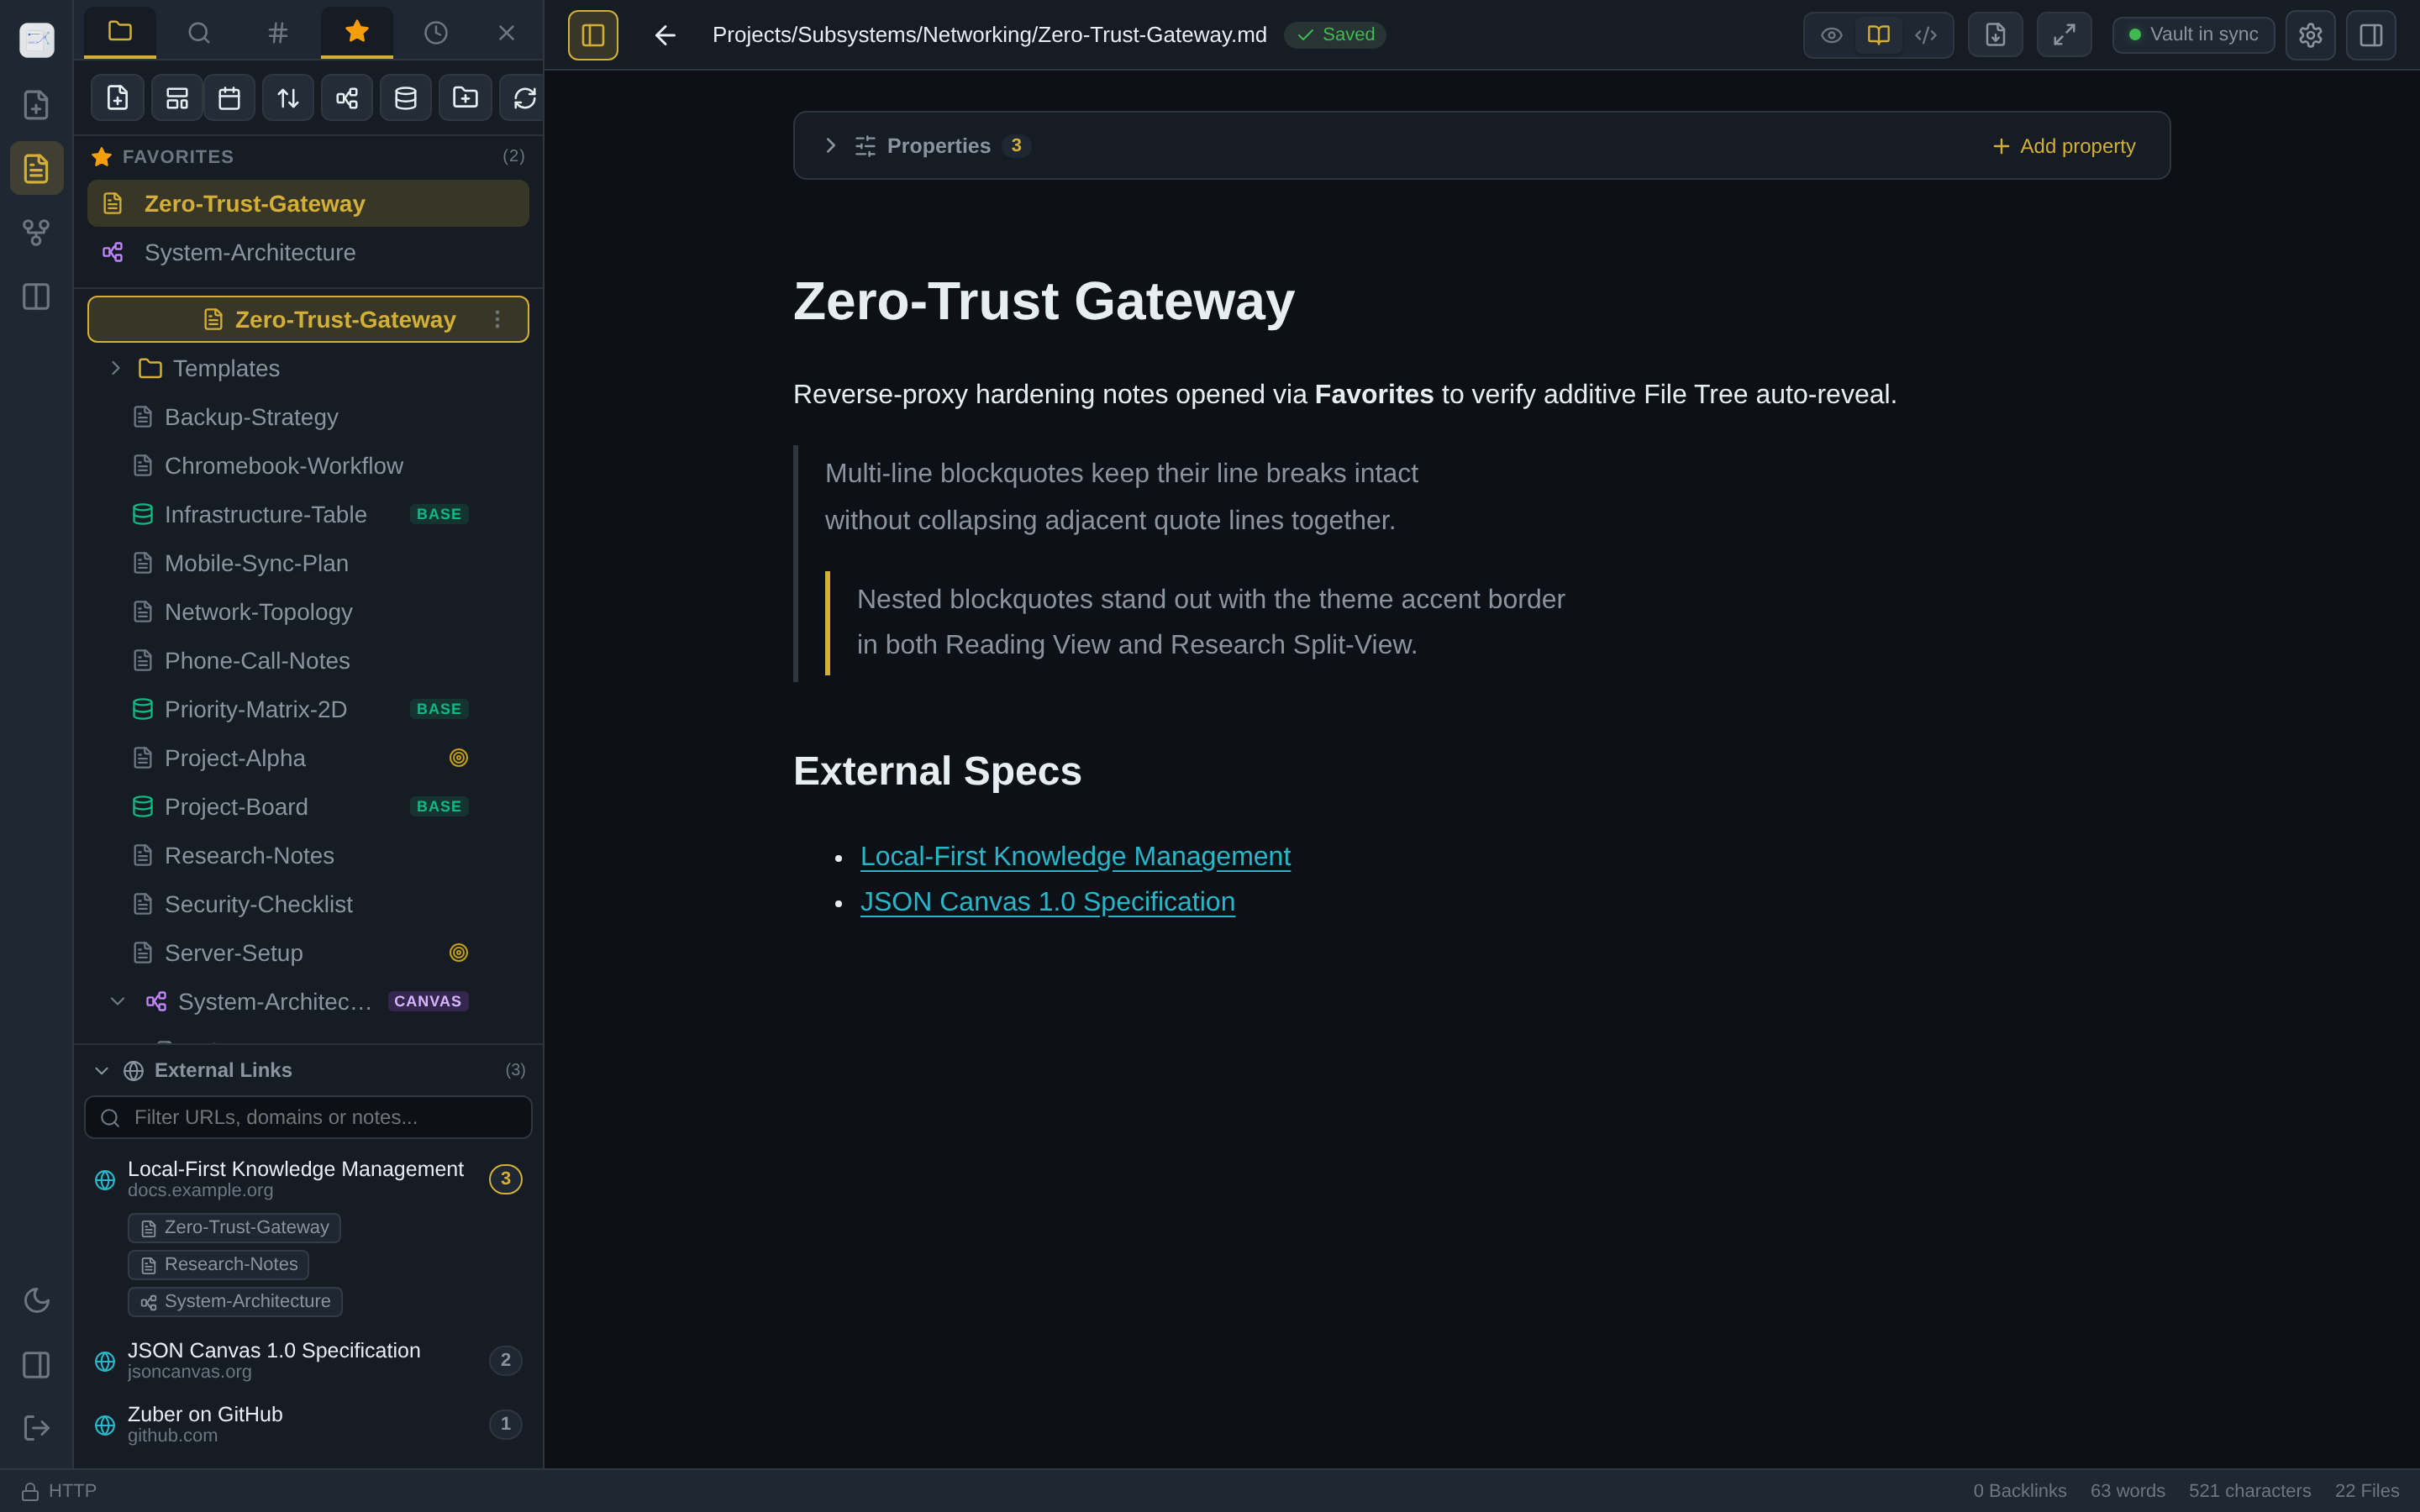 Projects/Subsystems/Networking/Zero-Trust-Gateway.md
Saved
Vault in sync
FAVORITES
(2)
Zero-Trust-Gateway
System-Architecture
Zero-Trust-Gateway
Templates
Backup-Strategy
Chromebook-Workflow
Infrastructure-Table BASE
Mobile-Sync-Plan
Network-Topology
Phone-Call-Notes
Priority-Matrix-2D BASE
Project-Alpha
Project-Board BASE
Research-Notes
Security-Checklist
Server-Setup
System-Architec... CANVAS
External Links (3)
Filter URLs, domains or notes...
Local-First Knowledge Management 3
docs.example.org
Zero-Trust-Gateway
Research-Notes
System-Architecture
JSON Canvas 1.0 Specification 2
jsoncanvas.org
Zuber on GitHub 1
github.com
Properties 3
Add property
Zero-Trust Gateway
Reverse-proxy hardening notes opened via Favorites to verify additive File Tree auto-reveal.
Multi-line blockquotes keep their line breaks intact
without collapsing adjacent quote lines together.
Nested blockquotes stand out with the theme accent border
in both Reading View and Research Split-View.
External Specs
• Local-First Knowledge Management
• JSON Canvas 1.0 Specification
HTTP
0 Backlinks 63 words 521 characters 22 Files